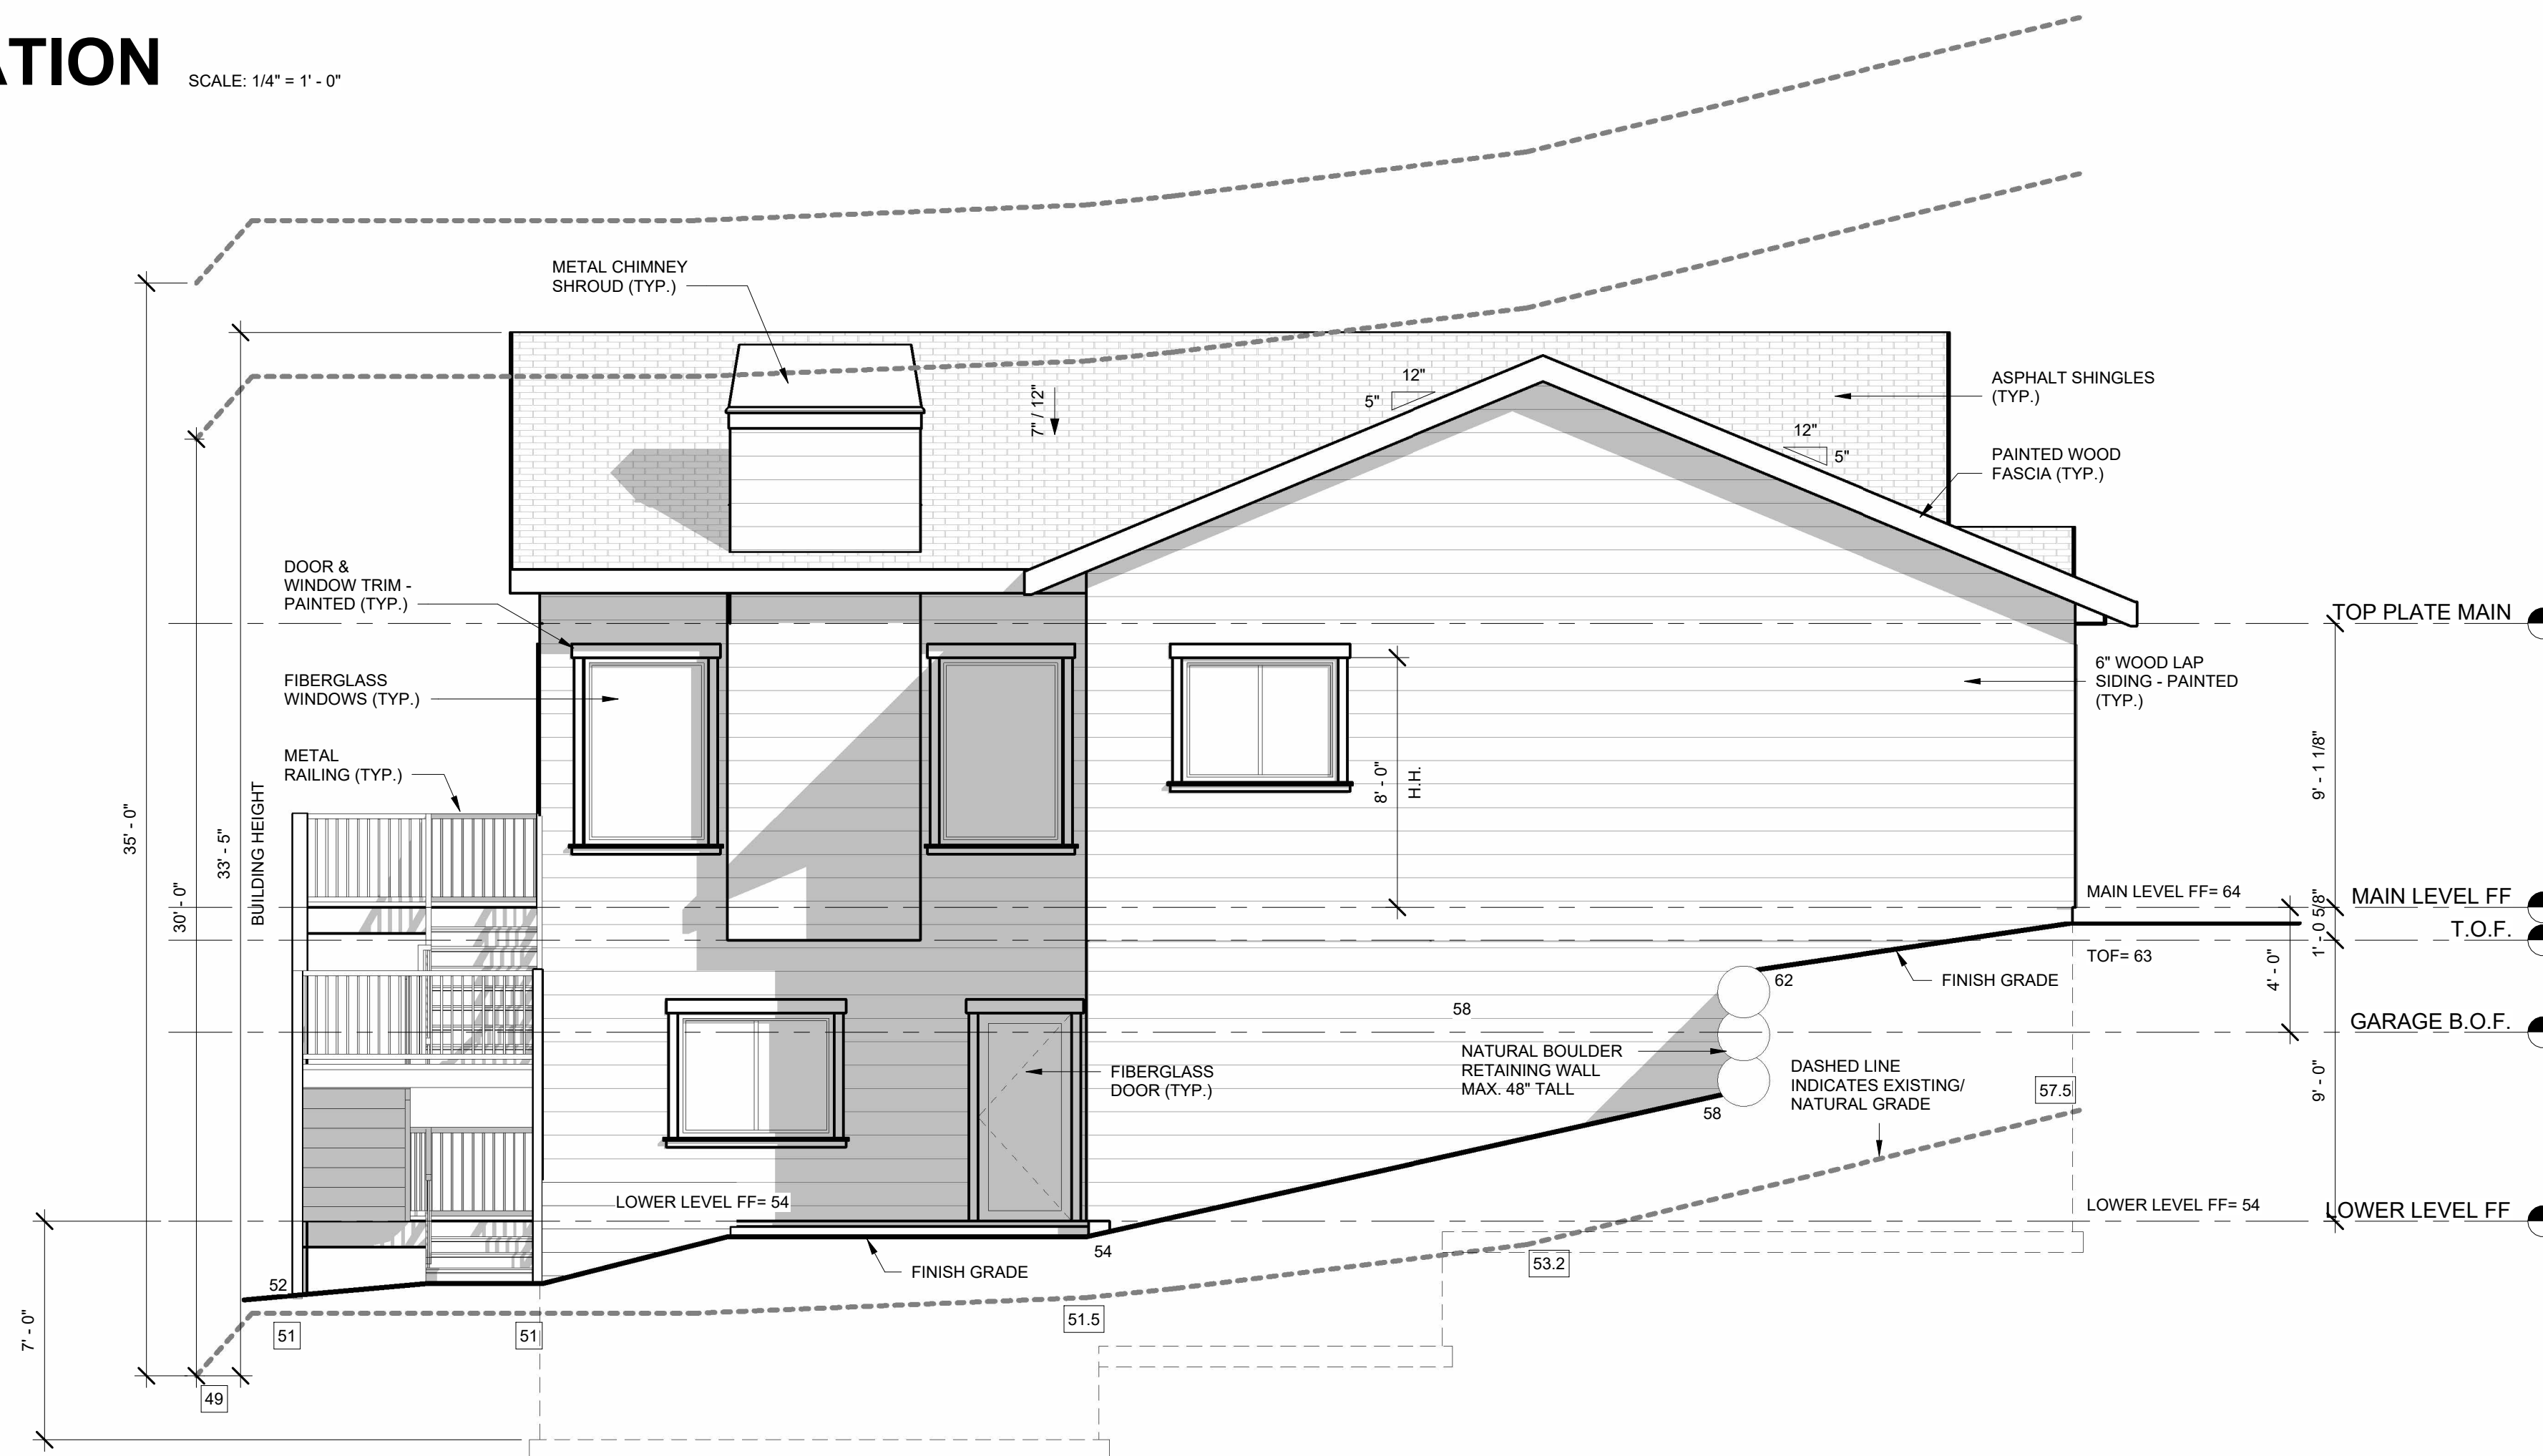 ATION
SCALE: 1/4" = 1' - 0"
METAL CHIMNEY
SHROUD (TYP.)
12"
5"
7" / 12"
12"
5"
ASPHALT SHINGLES
(TYP.)
PAINTED WOOD
FASCIA (TYP.)
DOOR &
WINDOW TRIM -
PAINTED (TYP.)
TOP PLATE MAIN
FIBERGLASS
WINDOWS (TYP.)
6" WOOD LAP
SIDING - PAINTED
(TYP.)
METAL
RAILING (TYP.)
35' - 0"
30' - 0"
33' - 5"
BUILDING HEIGHT
8' - 0"
H.H.
9' - 1 1/8"
MAIN LEVEL FF= 64
MAIN LEVEL FF
1' - 0 5/8"
T.O.F.
TOF= 63
4' - 0"
62
FINISH GRADE
58
GARAGE B.O.F.
NATURAL BOULDER
RETAINING WALL
MAX. 48" TALL
FIBERGLASS
DOOR (TYP.)
DASHED LINE
INDICATES EXISTING/
NATURAL GRADE
57.5
9' - 0"
58
LOWER LEVEL FF= 54
LOWER LEVEL FF= 54
LOWER LEVEL FF
54
FINISH GRADE
53.2
52
51
51
51.5
7' - 0"
49